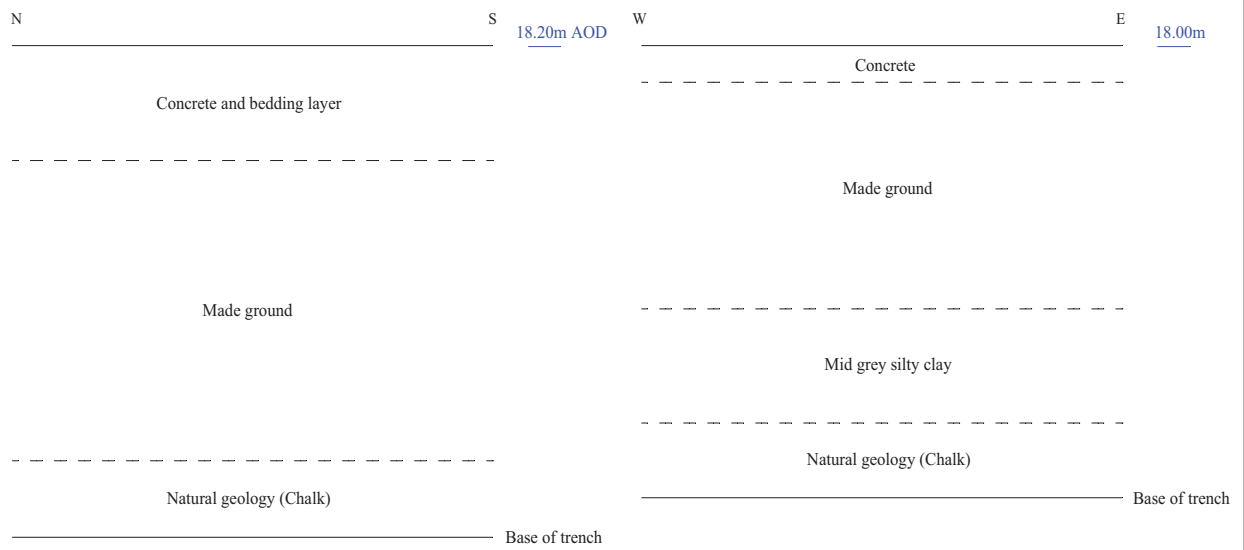 N
S
18.20m AOD
Concrete and bedding layer
Made ground
Natural geology (Chalk)
Base of trench
W
E
18.00m
Concrete
Made ground
Mid grey silty clay
Natural geology (Chalk)
Base of trench